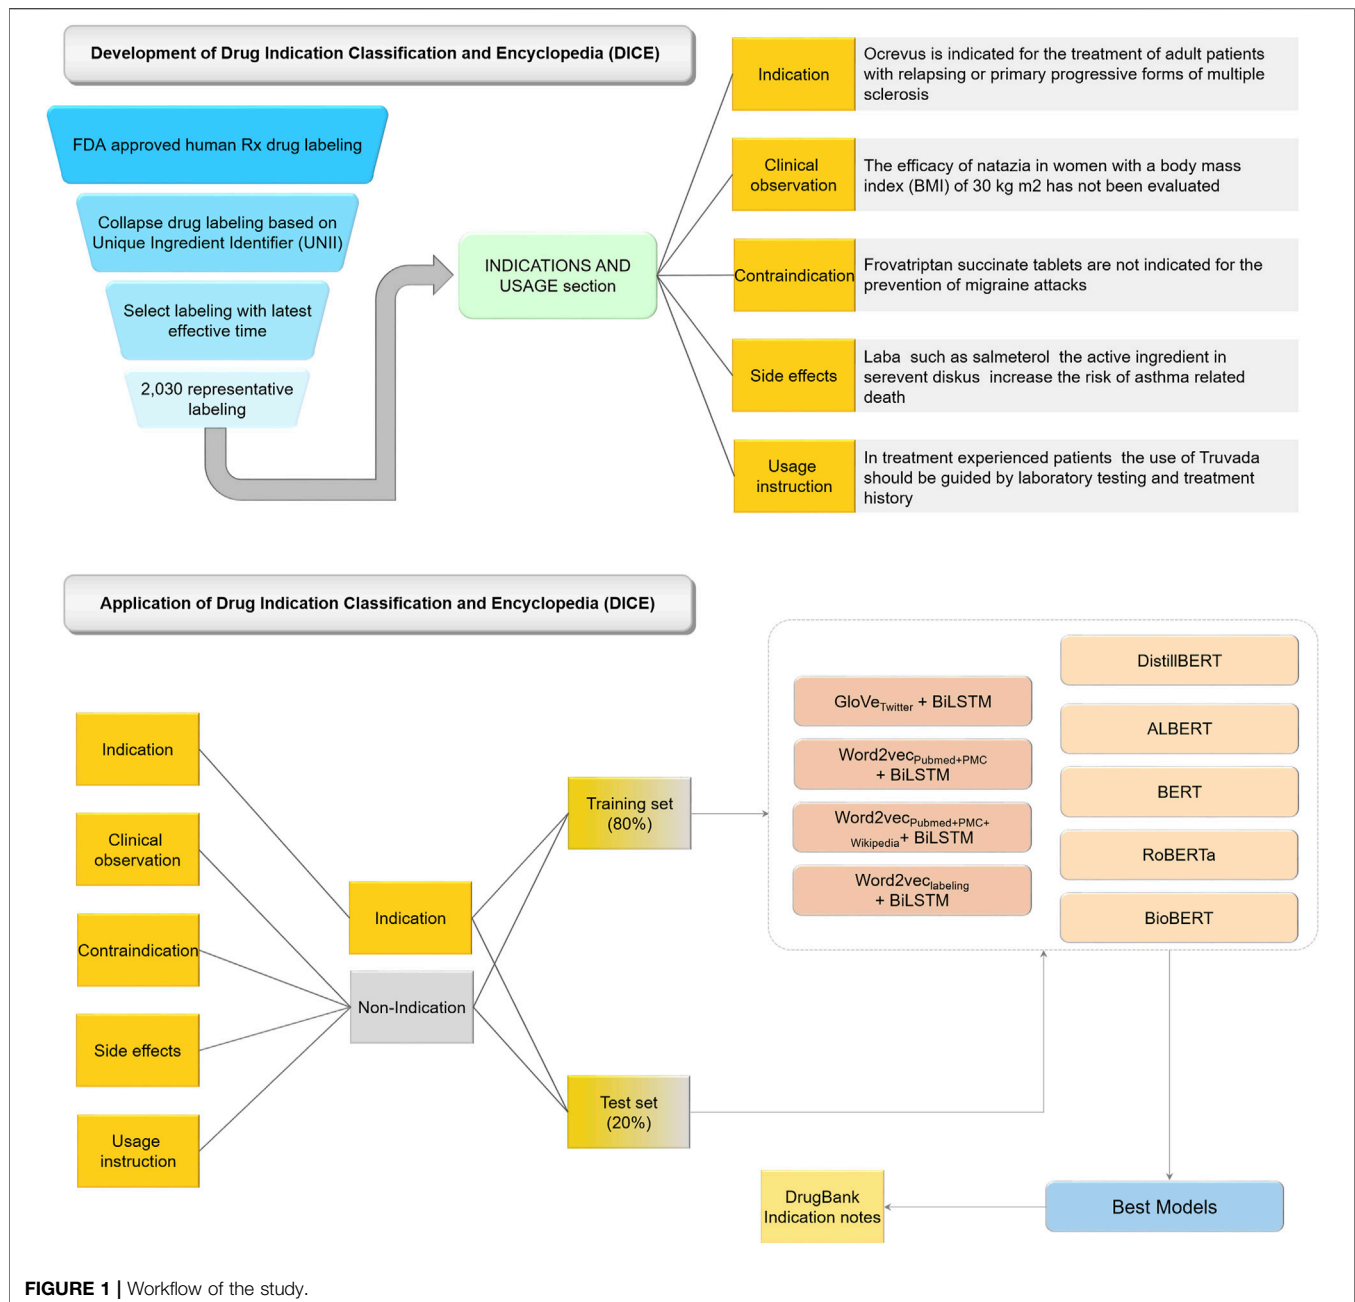 Development of Drug Indication Classification and Encyclopedia (DICE)
FDA approved human Rx drug labeling
Collapse drug labeling based on
Unique Ingredient Identifier (UNII)
Select labeling with latest
effective time
2,030 representative
labeling
INDICATIONS AND
USAGE section
Indication
Ocrevus is indicated for the treatment of adult patients
with relapsing or primary progressive forms of multiple
sclerosis
Clinical
observation
The efficacy of natazia in women with a body mass
index (BMI) of 30 kg m2 has not been evaluated
Contraindication
Frovatriptan succinate tablets are not indicated for the
prevention of migraine attacks
Side effects
Laba such as salmeterol the active ingredient in
serevent diskus increase the risk of asthma related
death
Usage
instruction
In treatment experienced patients the use of Truvada
should be guided by laboratory testing and treatment
history
Application of Drug Indication Classification and Encyclopedia (DICE)
Indication
Clinical
observation
Contraindication
Side effects
Usage
instruction
Indication
Non-Indication
Training set
(80%)
Test set
(20%)
GloVeTwitter + BiLSTM
Word2vecPubmed+PMC
+ BiLSTM
Word2vecPubmed+PMC+
Wikipedia+ BiLSTM
Word2veclabeling
+ BiLSTM
DistillBERT
ALBERT
BERT
RoBERTa
BioBERT
Best Models
DrugBank
Indication notes
FIGURE 1 | Workflow of the study.